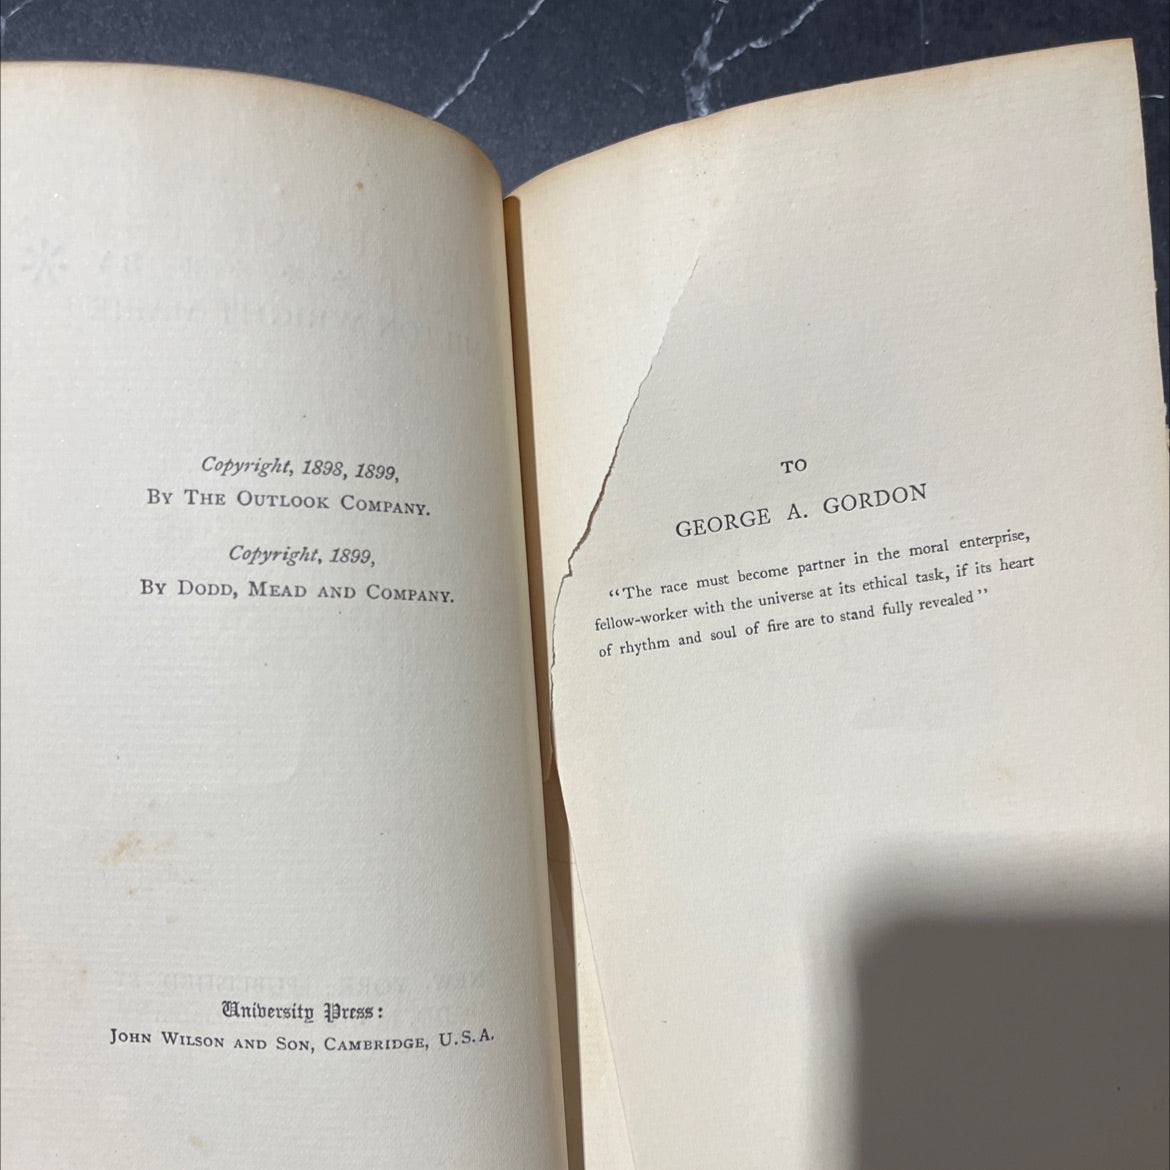 Copyright, 1898, 1899,
BY THE OUTLOOK COMPANY.
Copyright, 1899,
BY DODD, MEAD AND COMPANY.
University Press:
JOHN WILSON AND SON, CAMBRIDGE, U.S.A.
TO
GEORGE A. GORDON
“The race must become partner in the moral enterprise,
fellow-worker with the universe at its ethical task, if its heart
of rhythm and soul of fire are to stand fully revealed”